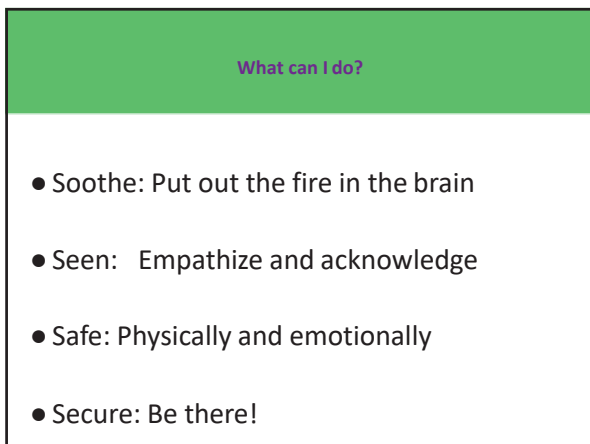 What can I do?
● Soothe: Put out the fire in the brain
● Seen: Empathize and acknowledge
● Safe: Physically and emotionally
● Secure: Be there!